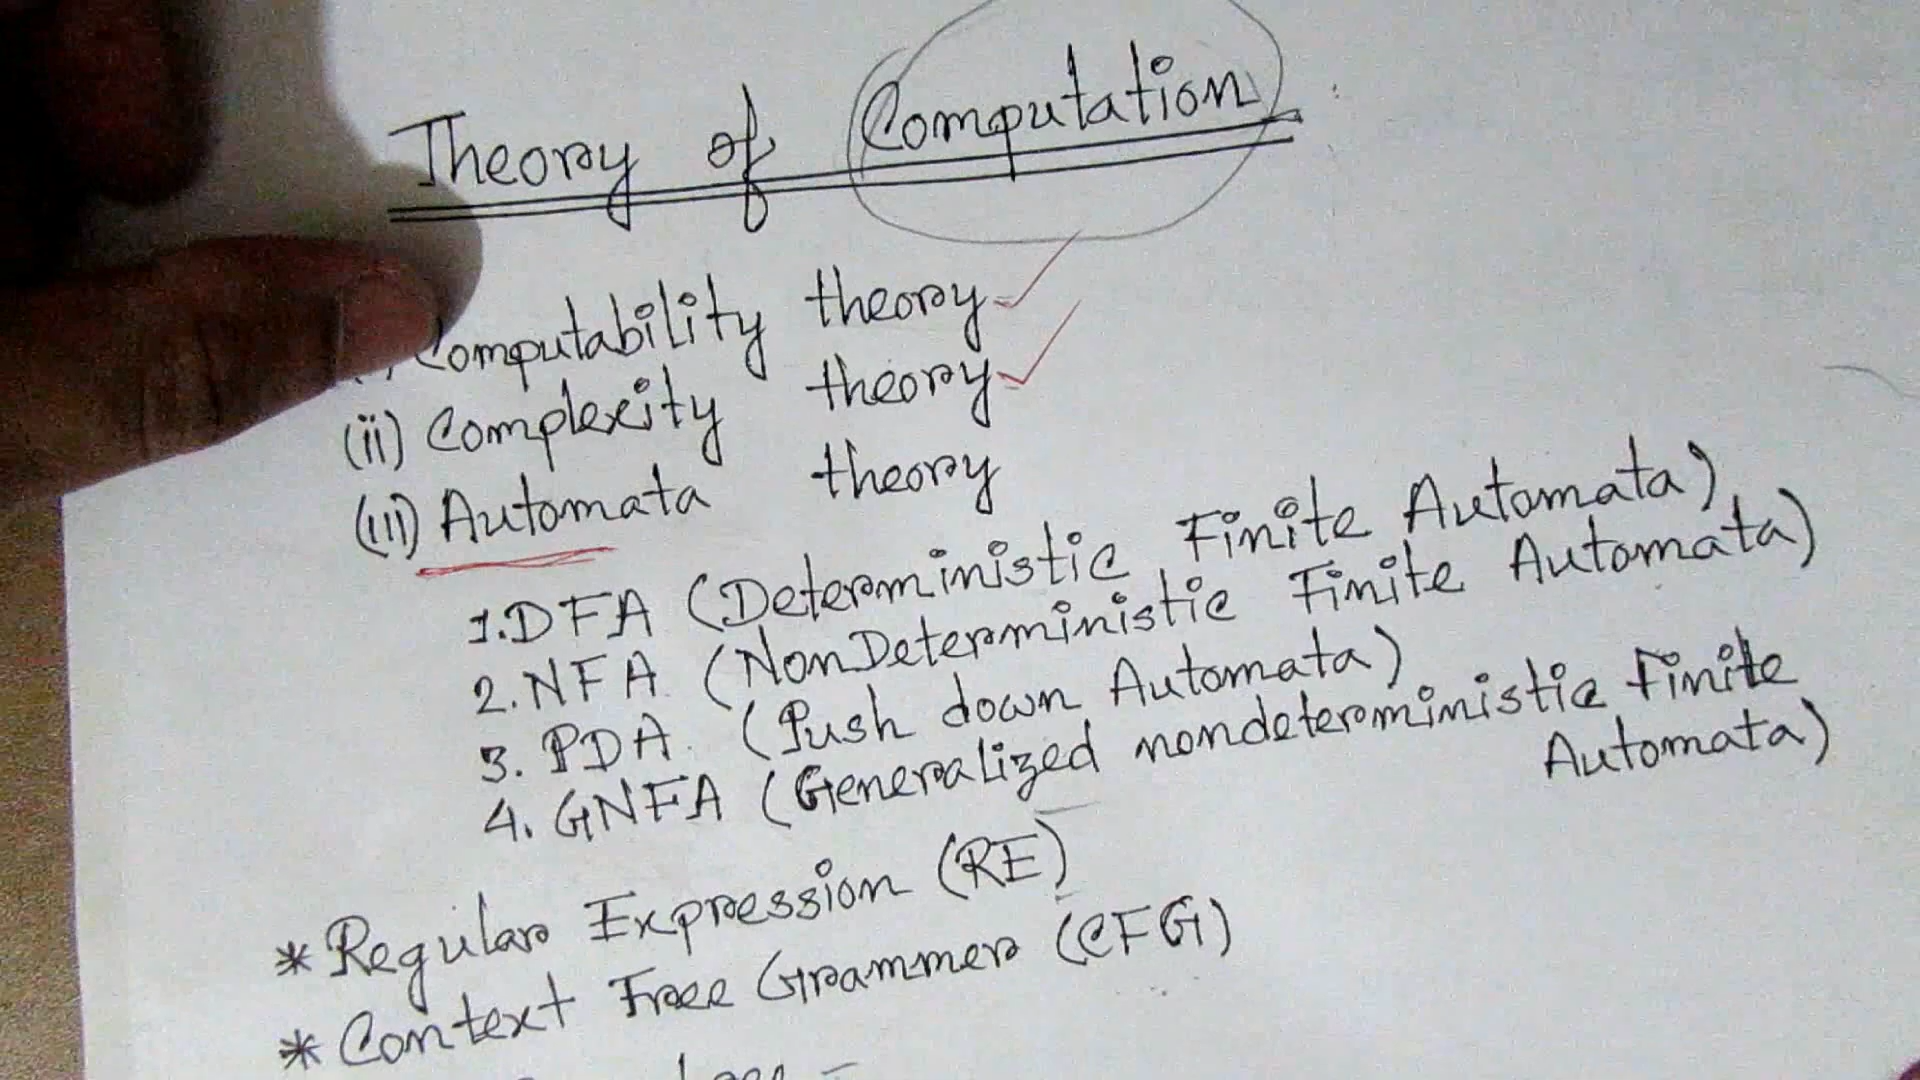 Theory of Computation
Computability theory
(ii) Complexity theory
(iii) Automata theory
1. DFA (Deterministic Finite Automata)
2. NFA (NonDeterministic Finite Automata)
3. PDA (Push down Automata)
4. GNFA (Generalized nondeterministic Finite
Automata)
* Regular Expression (RE)
* Context Free Grammer (CFG)